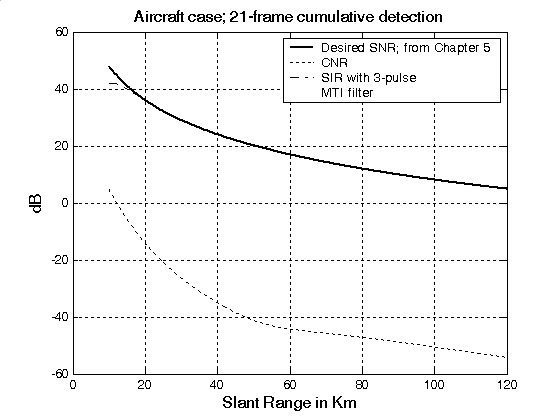 Aircraft case; 21-frame cumulative detection
60
40
20
0
-20
-40
-60
dB
Desired SNR; from Chapter 5
CNR
SIR with 3-pulse
MTI filter
0
20
40
60
80
100
120
Slant Range in Km